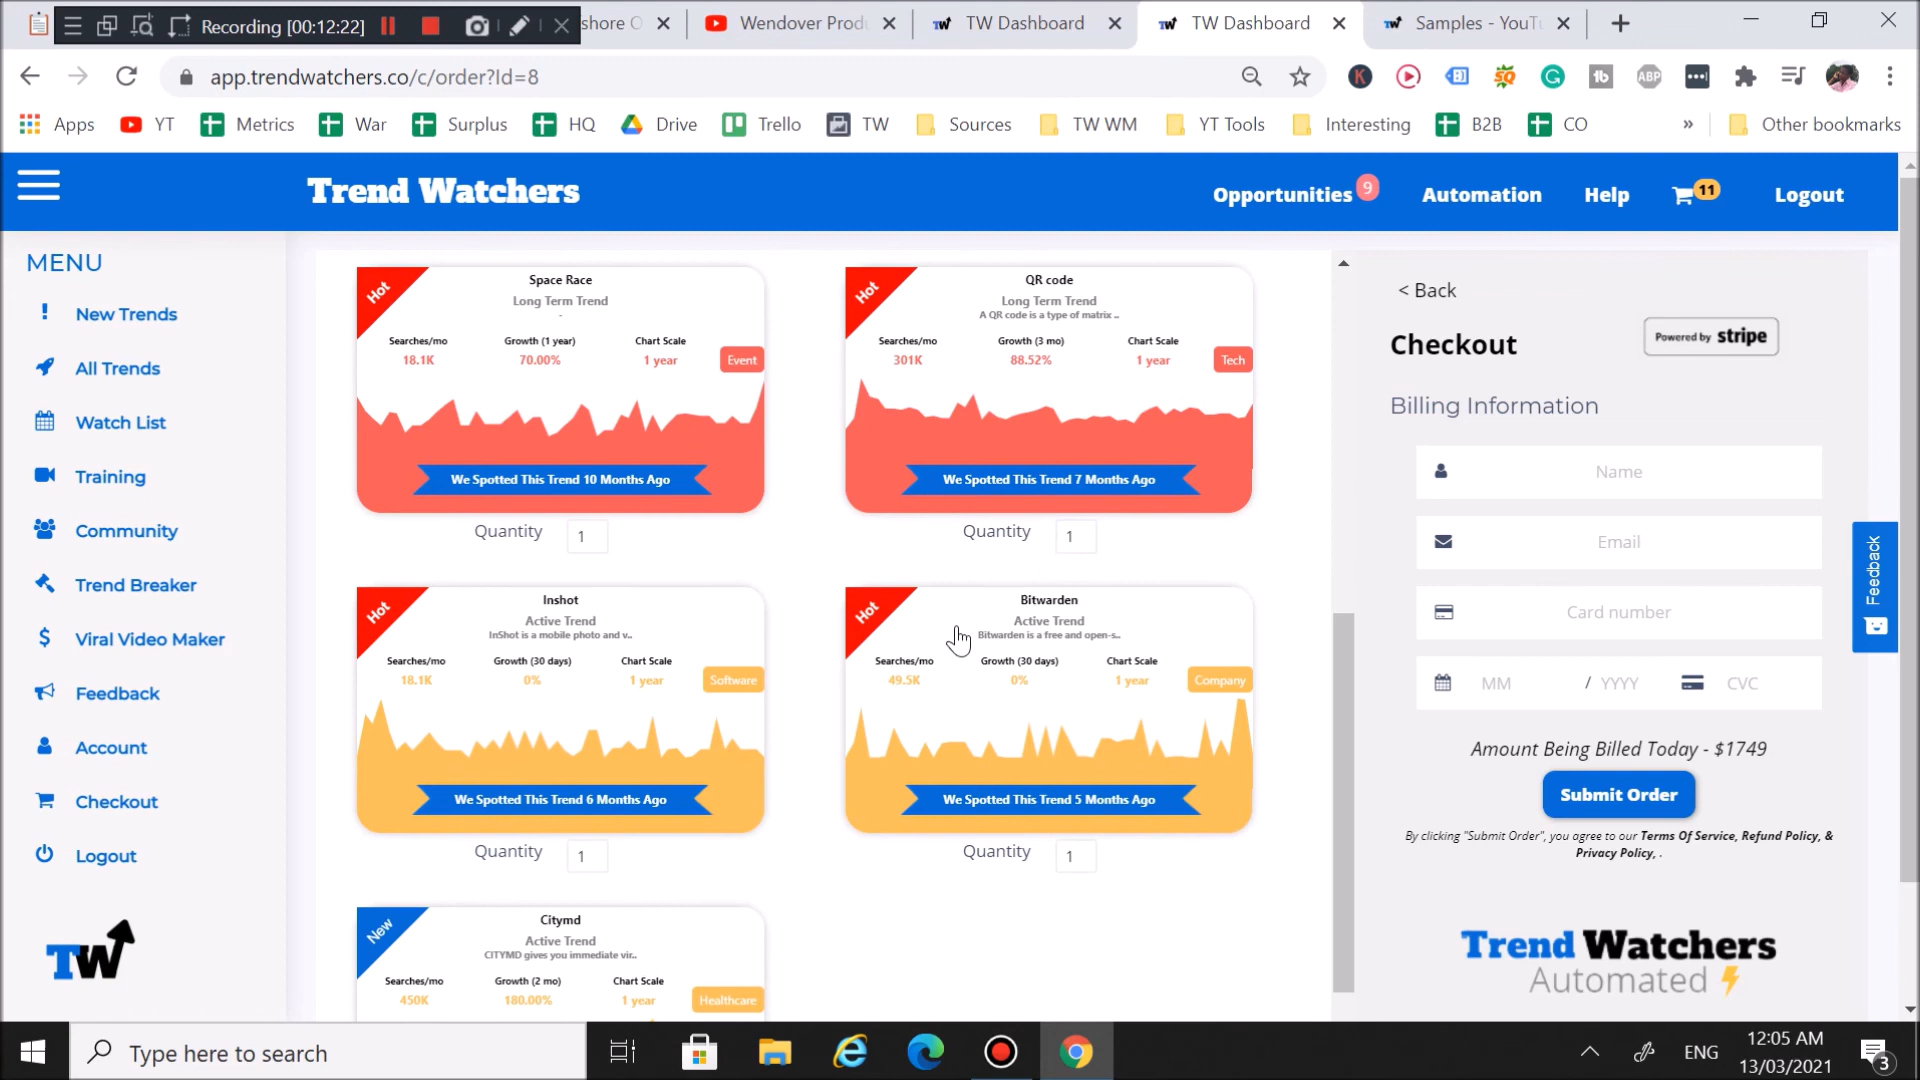 Recording [00:12:22]
shore O
Wendover Produ
TW Dashboard
TW Dashboard
Samples - YouTu
app.trendwatchers.co/c/order?Id=8
Apps
YT
Metrics
War
Surplus
HQ
Drive
Trello
TW
Sources
TW WM
YT Tools
Interesting
B2B
CO
»
Other bookmarks
Trend Watchers
Opportunities 9
Automation
Help
11
Logout
MENU
New Trends
All Trends
Watch List
Training
Community
Trend Breaker
Viral Video Maker
Feedback
Account
Checkout
Logout
TW
Hot
Space Race
Long Term Trend
-
Searches/mo Growth (1 year) Chart Scale
18.1K 70.00% 1 year Event
We Spotted This Trend 10 Months Ago
Quantity 1
Hot
QR code
Long Term Trend
A QR code is a type of matrix ..
Searches/mo Growth (3 mo) Chart Scale
301K 88.52% 1 year Tech
We Spotted This Trend 7 Months Ago
Quantity 1
Hot
Inshot
Active Trend
InShot is a mobile photo and v..
Searches/mo Growth (30 days) Chart Scale
18.1K 0% 1 year Software
We Spotted This Trend 6 Months Ago
Quantity 1
Hot
Bitwarden
Active Trend
Bitwarden is a free and open-s..
Searches/mo Growth (30 days) Chart Scale
49.5K 0% 1 year Company
We Spotted This Trend 5 Months Ago
Quantity 1
New
Citymd
Active Trend
CITYMD gives you immediate vir..
Searches/mo Growth (2 mo) Chart Scale
450K 180.00% 1 year Healthcare
< Back
Checkout
Powered by stripe
Billing Information
Name
Email
Card number
MM / YYYY CVC
Amount Being Billed Today - $1749
Submit Order
By clicking "Submit Order", you agree to our Terms Of Service, Refund Policy, &
Privacy Policy, .
Trend Watchers
Automated
Feedback
Type here to search
ENG
12:05 AM
13/03/2021
3